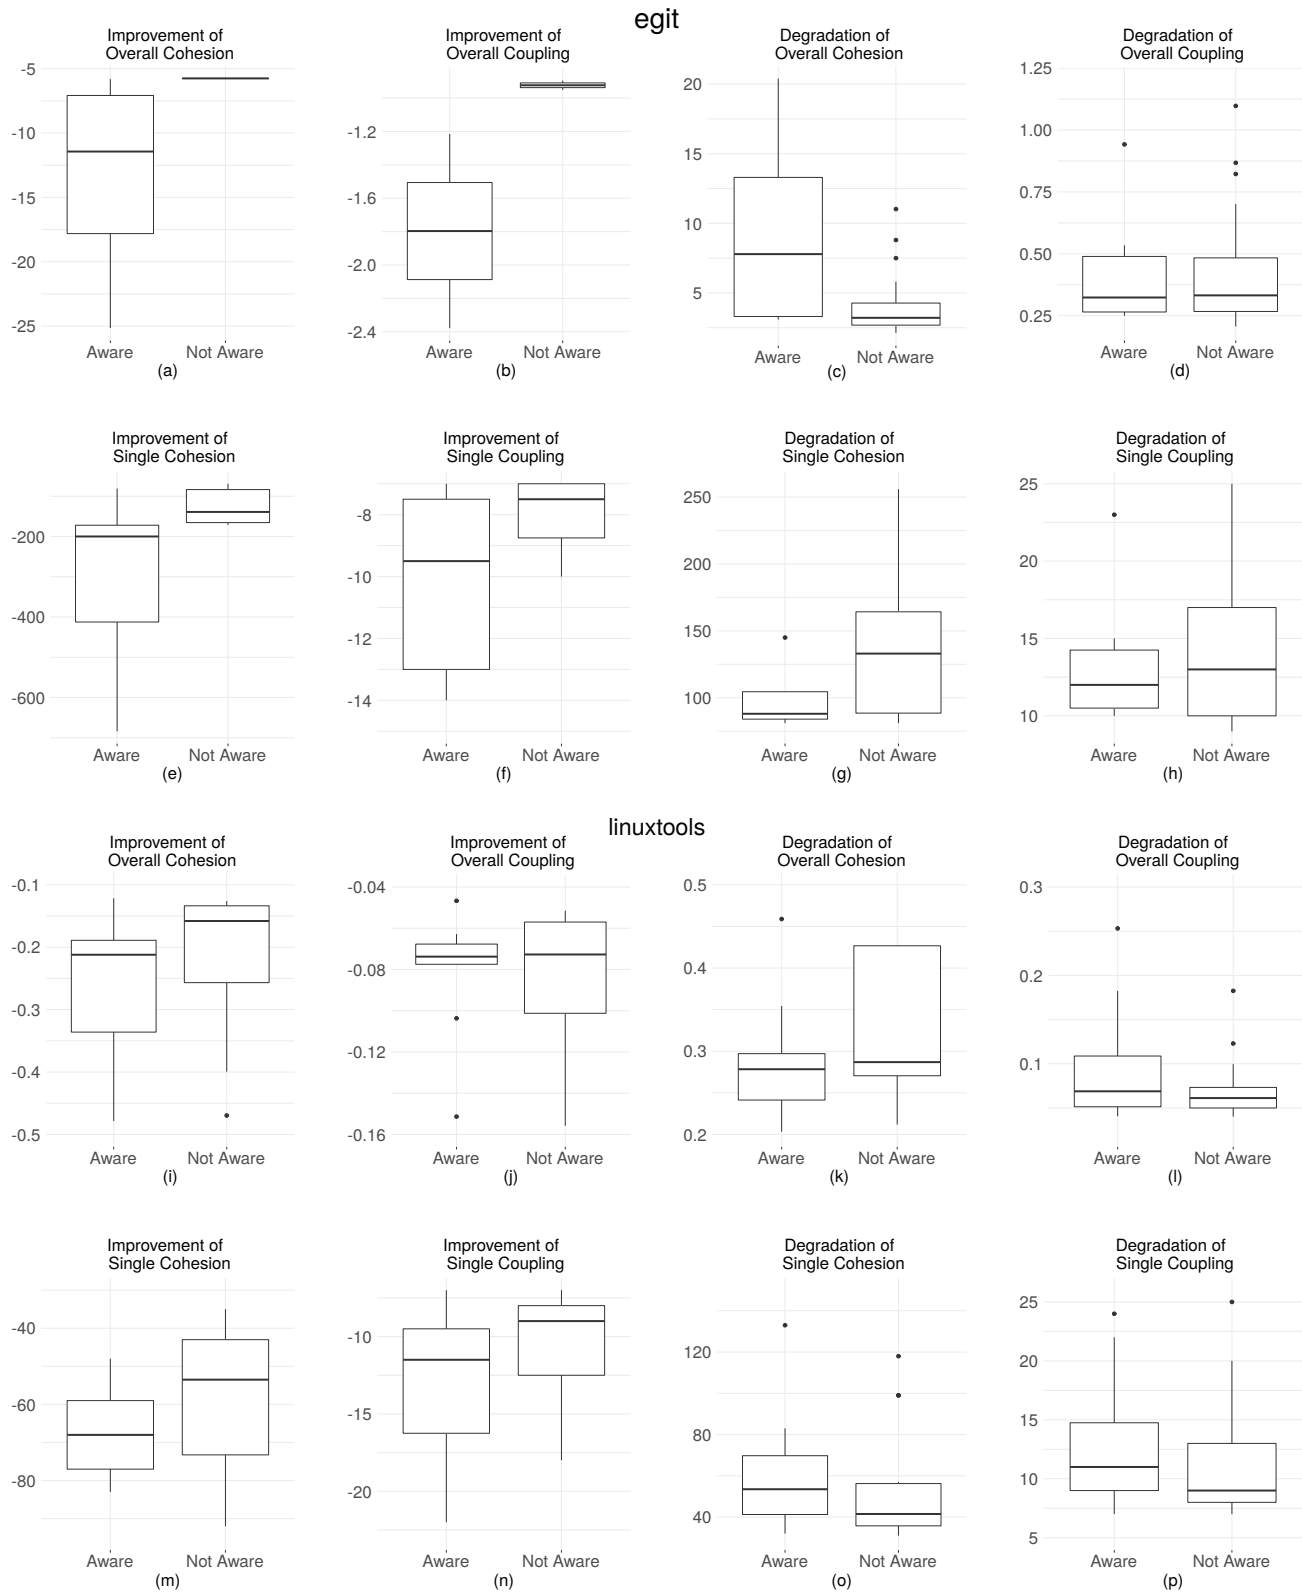 egit
Improvement of
Overall Cohesion
-5
-10
-15
-20
-25
Aware
Not Aware
(a)
Improvement of
Overall Coupling
-1.2
-1.6
-2.0
-2.4
Aware
Not Aware
(b)
Degradation of
Overall Cohesion
20
15
10
5
Aware
Not Aware
(c)
Degradation of
Overall Coupling
1.25
1.00
0.75
0.50
0.25
Aware
Not Aware
(d)
Improvement of
Single Cohesion
-200
-400
-600
Aware
Not Aware
(e)
Improvement of
Single Coupling
-8
-10
-12
-14
Aware
Not Aware
(f)
Degradation of
Single Cohesion
250
200
150
100
Aware
Not Aware
(g)
Degradation of
Single Coupling
25
20
15
10
Aware
Not Aware
(h)
linuxtools
Improvement of
Overall Cohesion
-0.1
-0.2
-0.3
-0.4
-0.5
Aware
Not Aware
(i)
Improvement of
Overall Coupling
-0.04
-0.08
-0.12
-0.16
Aware
Not Aware
(j)
Degradation of
Overall Cohesion
0.5
0.4
0.3
0.2
Aware
Not Aware
(k)
Degradation of
Overall Coupling
0.3
0.2
0.1
Aware
Not Aware
(l)
Improvement of
Single Cohesion
-40
-60
-80
Aware
Not Aware
(m)
Improvement of
Single Coupling
-10
-15
-20
Aware
Not Aware
(n)
Degradation of
Single Cohesion
120
80
40
Aware
Not Aware
(o)
Degradation of
Single Coupling
25
20
15
10
5
Aware
Not Aware
(p)